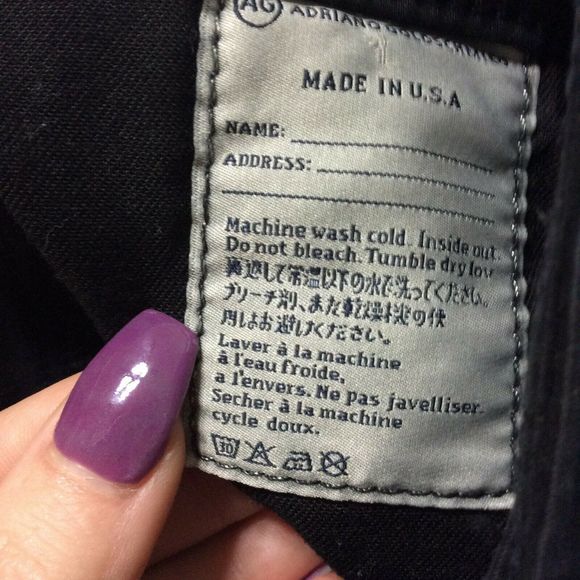 AG
ADRIANO GOLDSCHMIED
MADE IN U.S.A
NAME:
ADDRESS:
Machine wash cold. Inside out.
Do not bleach. Tumble dry low
裏返して常温以下の水で洗ってください。
ブリーチ剤、また乾燥機の使
用はお避けください。
Laver à la machine
à l'eau froide,
a l'envers. Ne pas javelliser.
Secher à la machine
cycle doux.
30